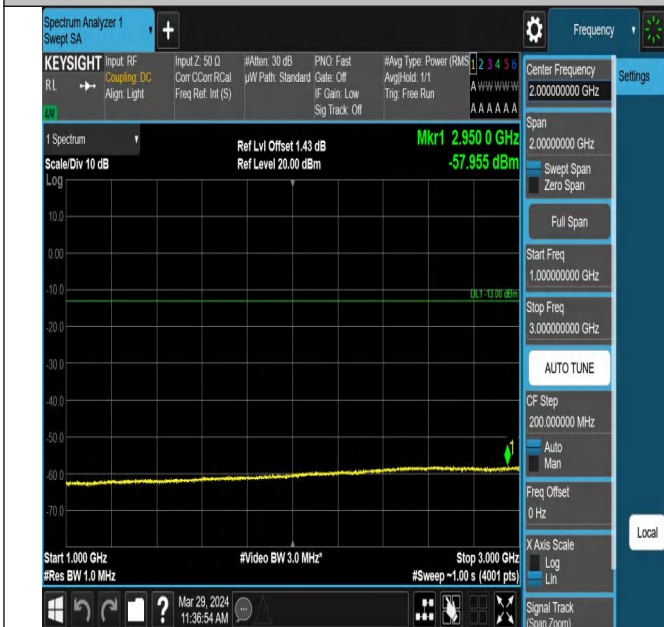 Spectrum Analyzer 1
Swept SA
+
Frequency
KEYSIGHT
RL
LXI
Input: RF
Coupling: DC
Align: Light
Input Z: 50 Ω
Corr CCorr RCal
Freq Ref: Int (S)
#Atten: 30 dB
µW Path: Standard
PNO: Fast
Gate: Off
IF Gain: Low
Sig Track: Off
#Avg Type: Power (RMS
Avg|Hold: 1/1
Trig: Free Run
1 2 3 4 5 6
A W W W W W
A A A A A A
1 Spectrum
Scale/Div 10 dB
Log
Ref Lvl Offset 1.43 dB
Ref Level 20.00 dBm
Mkr1 2.950 0 GHz
-57.955 dBm
10.0
0.00
-10.0
DL1 -13.00 dBm
-20.0
-30.0
-40.0
-50.0
1
-60.0
-70.0
Start 1.000 GHz
#Res BW 1.0 MHz
#Video BW 3.0 MHz*
Stop 3.000 GHz
#Sweep ~1.00 s (4001 pts)
Center Frequency
2.000000000 GHz
Settings
Span
2.00000000 GHz
Swept Span
Zero Span
Full Span
Start Freq
1.000000000 GHz
Stop Freq
3.000000000 GHz
AUTO TUNE
CF Step
200.000000 MHz
Auto
Man
Freq Offset
0 Hz
X Axis Scale
Log
Lin
Local
Signal Track
(Span Zoom)
?
Mar 29, 2024
11:36:54 AM